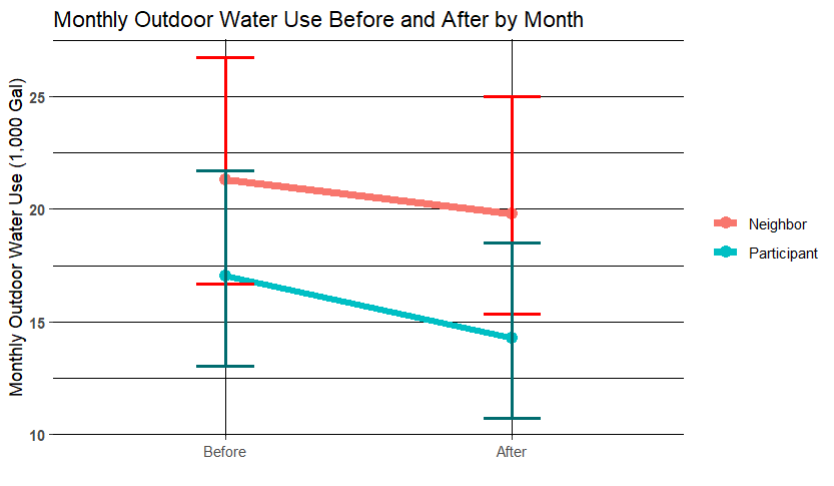 Monthly Outdoor Water Use Before and After by Month
Monthly Outdoor Water Use (1,000 Gal)
25
20
15
10
Before
After
Neighbor
Participant